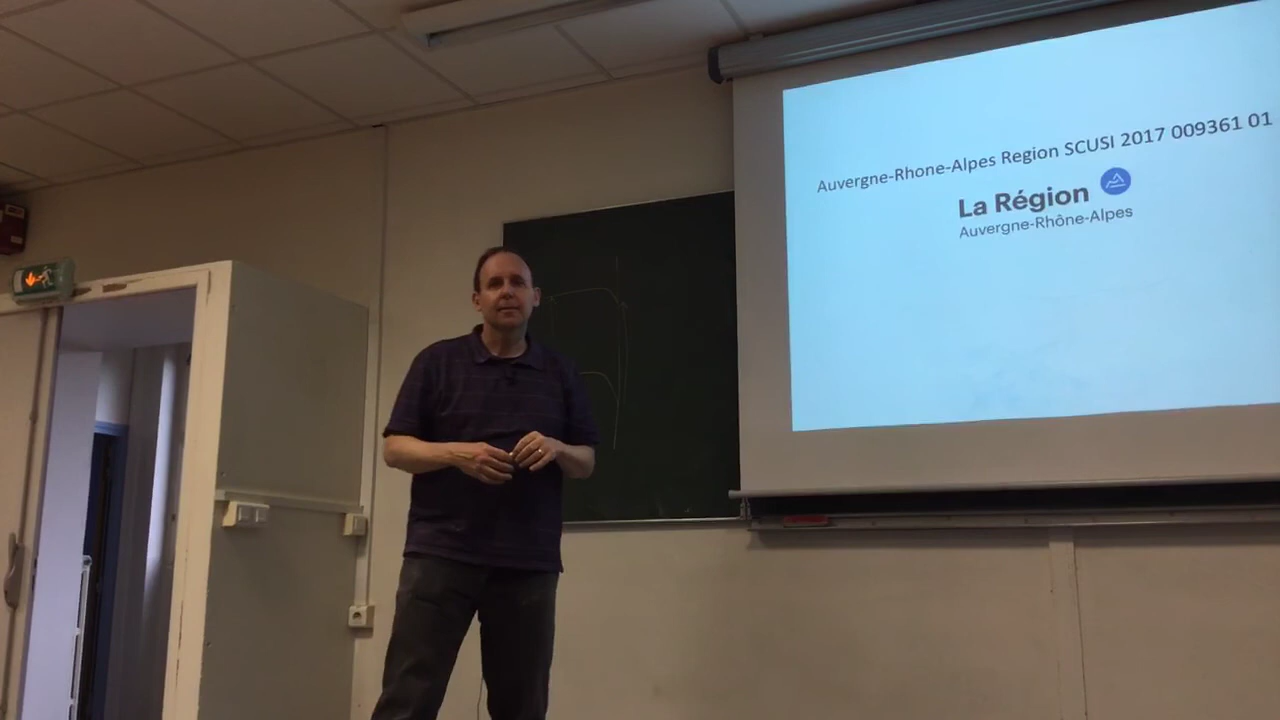 Auvergne-Rhone-Alpes Region SCUSI 2017 009361 01
La Région
Auvergne-Rhône-Alpes